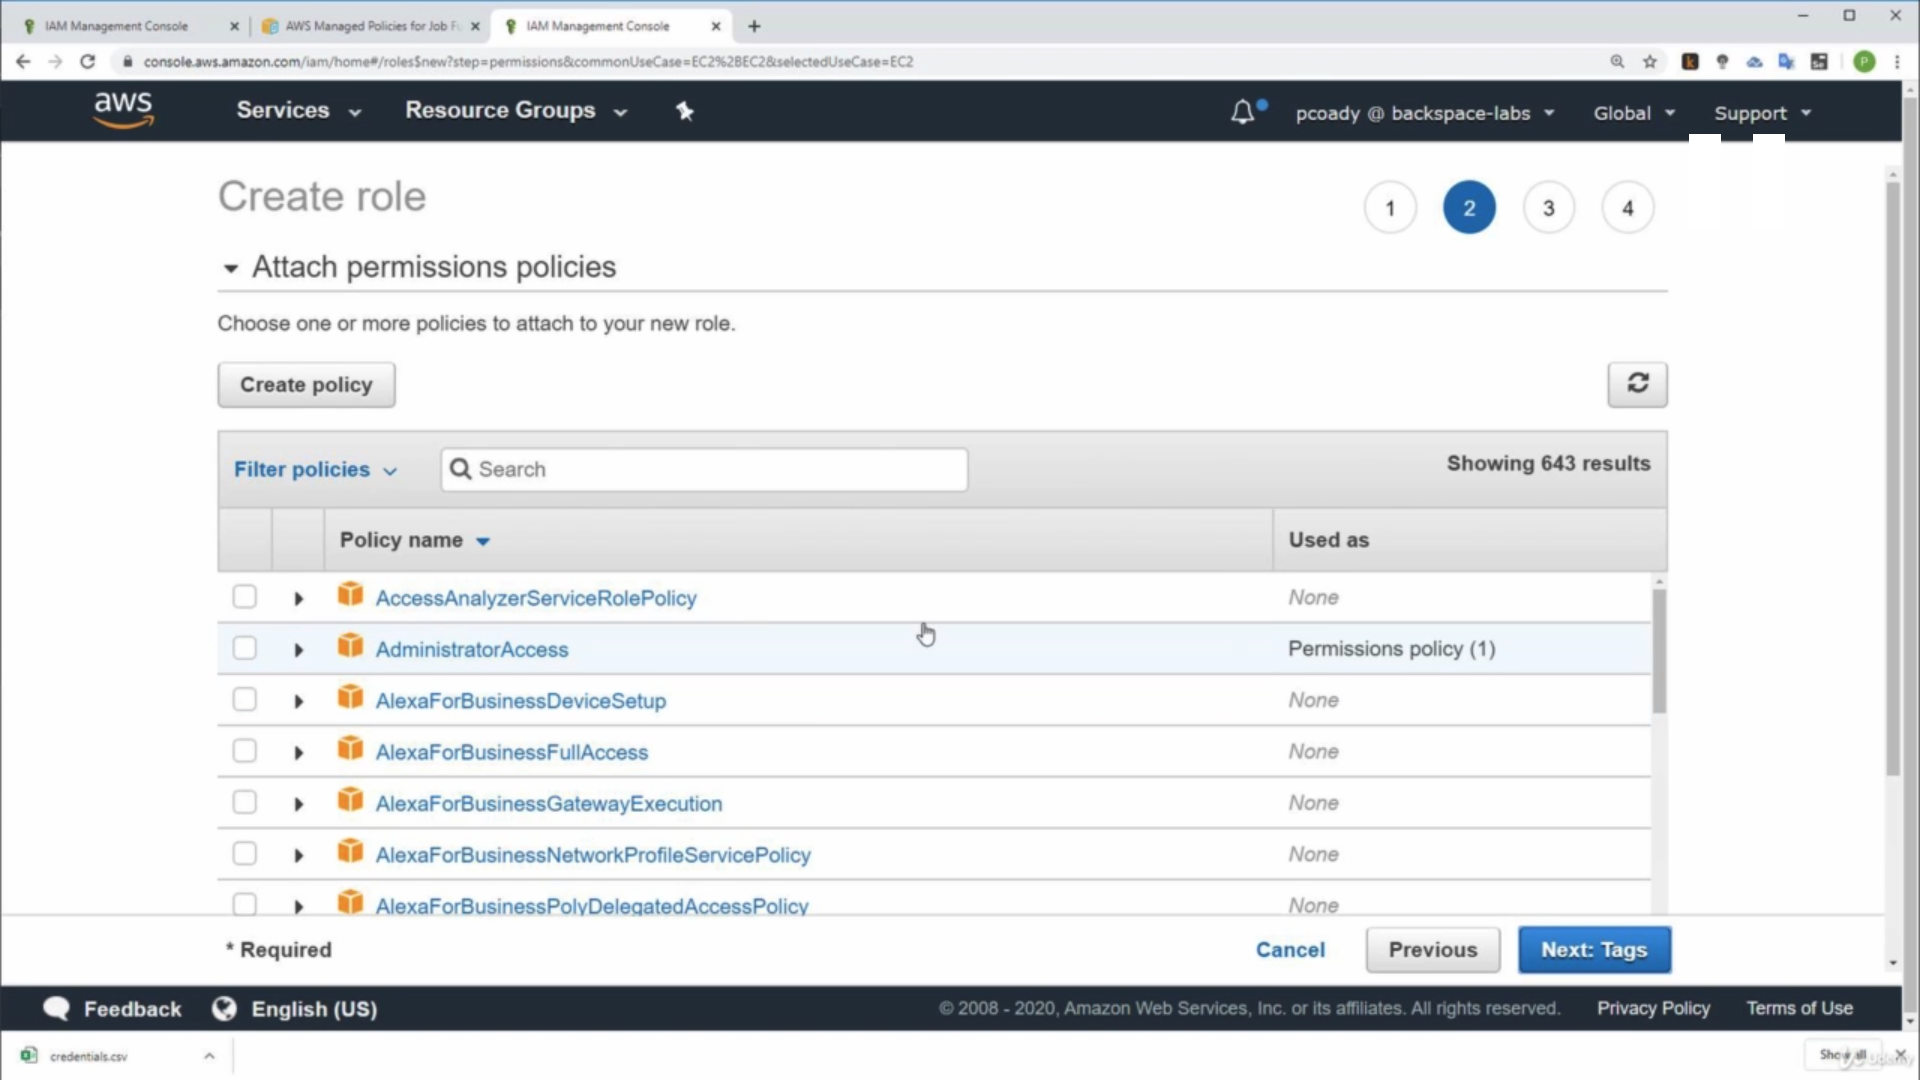 IAM Management Console
AWS Managed Policies for Job Fu
IAM Management Console
console.aws.amazon.com/iam/home#/roles$new?step=permissions&commonUseCase=EC2%2BEC2&selectedUseCase=EC2
P
aws
Services
Resource Groups
pcoady @ backspace-labs
Global
Support
Create role
1
2
3
4
Attach permissions policies
Choose one or more policies to attach to your new role.
Create policy
Filter policies
Search
Showing 643 results
Policy name
Used as
AccessAnalyzerServiceRolePolicy
None
AdministratorAccess
Permissions policy (1)
AlexaForBusinessDeviceSetup
None
AlexaForBusinessFullAccess
None
AlexaForBusinessGatewayExecution
None
AlexaForBusinessNetworkProfileServicePolicy
None
AlexaForBusinessPolyDelegatedAccessPolicy
None
* Required
Cancel
Previous
Next: Tags
Feedback
English (US)
© 2008 - 2020, Amazon Web Services, Inc. or its affiliates. All rights reserved.
Privacy Policy
Terms of Use
credentials.csv
Show all
Udemy